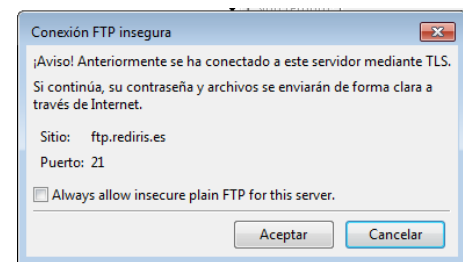 Conexión FTP insegura
¡Aviso! Anteriormente se ha conectado a este servidor mediante TLS.
Si continúa, su contraseña y archivos se enviarán de forma clara a
través de Internet.
Sitio: ftp.rediris.es
Puerto: 21
Always allow insecure plain FTP for this server.
Aceptar Cancelar